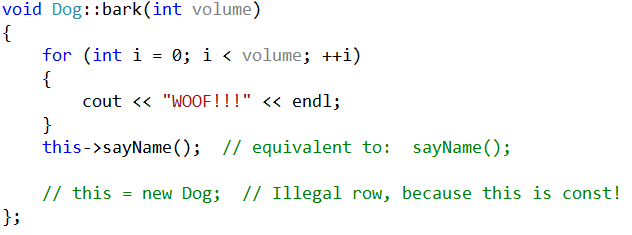 void Dog::bark(int volume)
{
    for (int i = 0; i < volume; ++i)
    {
        cout << "WOOF!!!" << endl;
    }
    this->sayName();  // equivalent to:  sayName();
    // this = new Dog;  // Illegal row, because this is const!
};